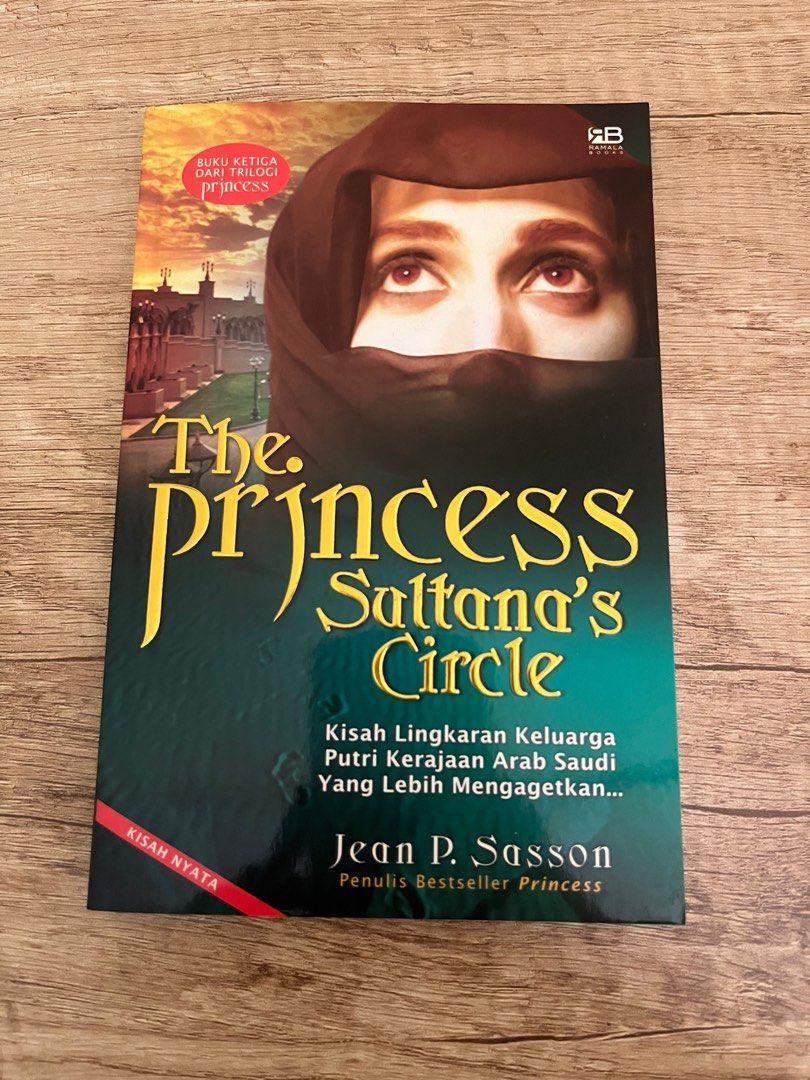 BUKU KETIGA
DARI TRILOGI
princess
RB
RAMALA
BOOKS
The
princess
Sultana's
Circle
Kisah Lingkaran Keluarga
Putri Kerajaan Arab Saudi
Yang Lebih Mengagetkan...
KISAH NYATA
Jean P. Sasson
Penulis Bestseller Princess